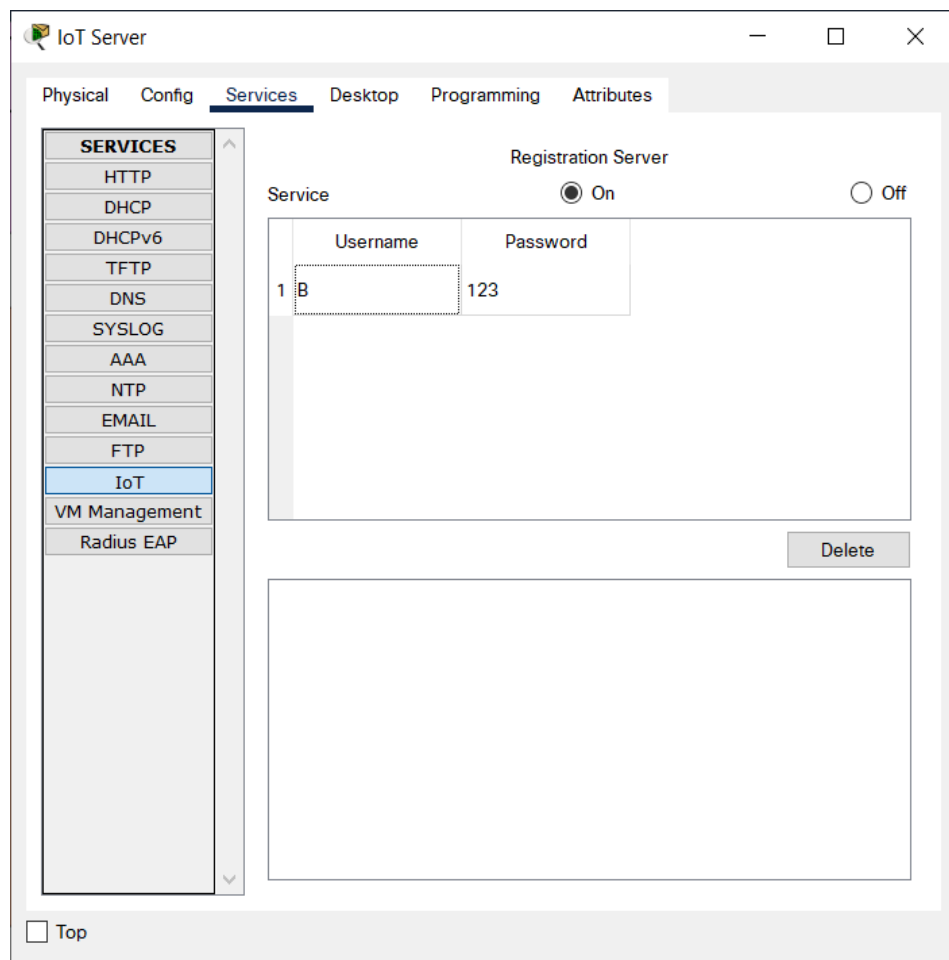 IoT Server
Physical Config Services Desktop Programming Attributes
SERVICES
HTTP
DHCP
DHCPv6
TFTP
DNS
SYSLOG
AAA
NTP
EMAIL
FTP
IoT
VM Management
Radius EAP
Registration Server
Service On Off
Username Password
1 B 123
Delete
Top